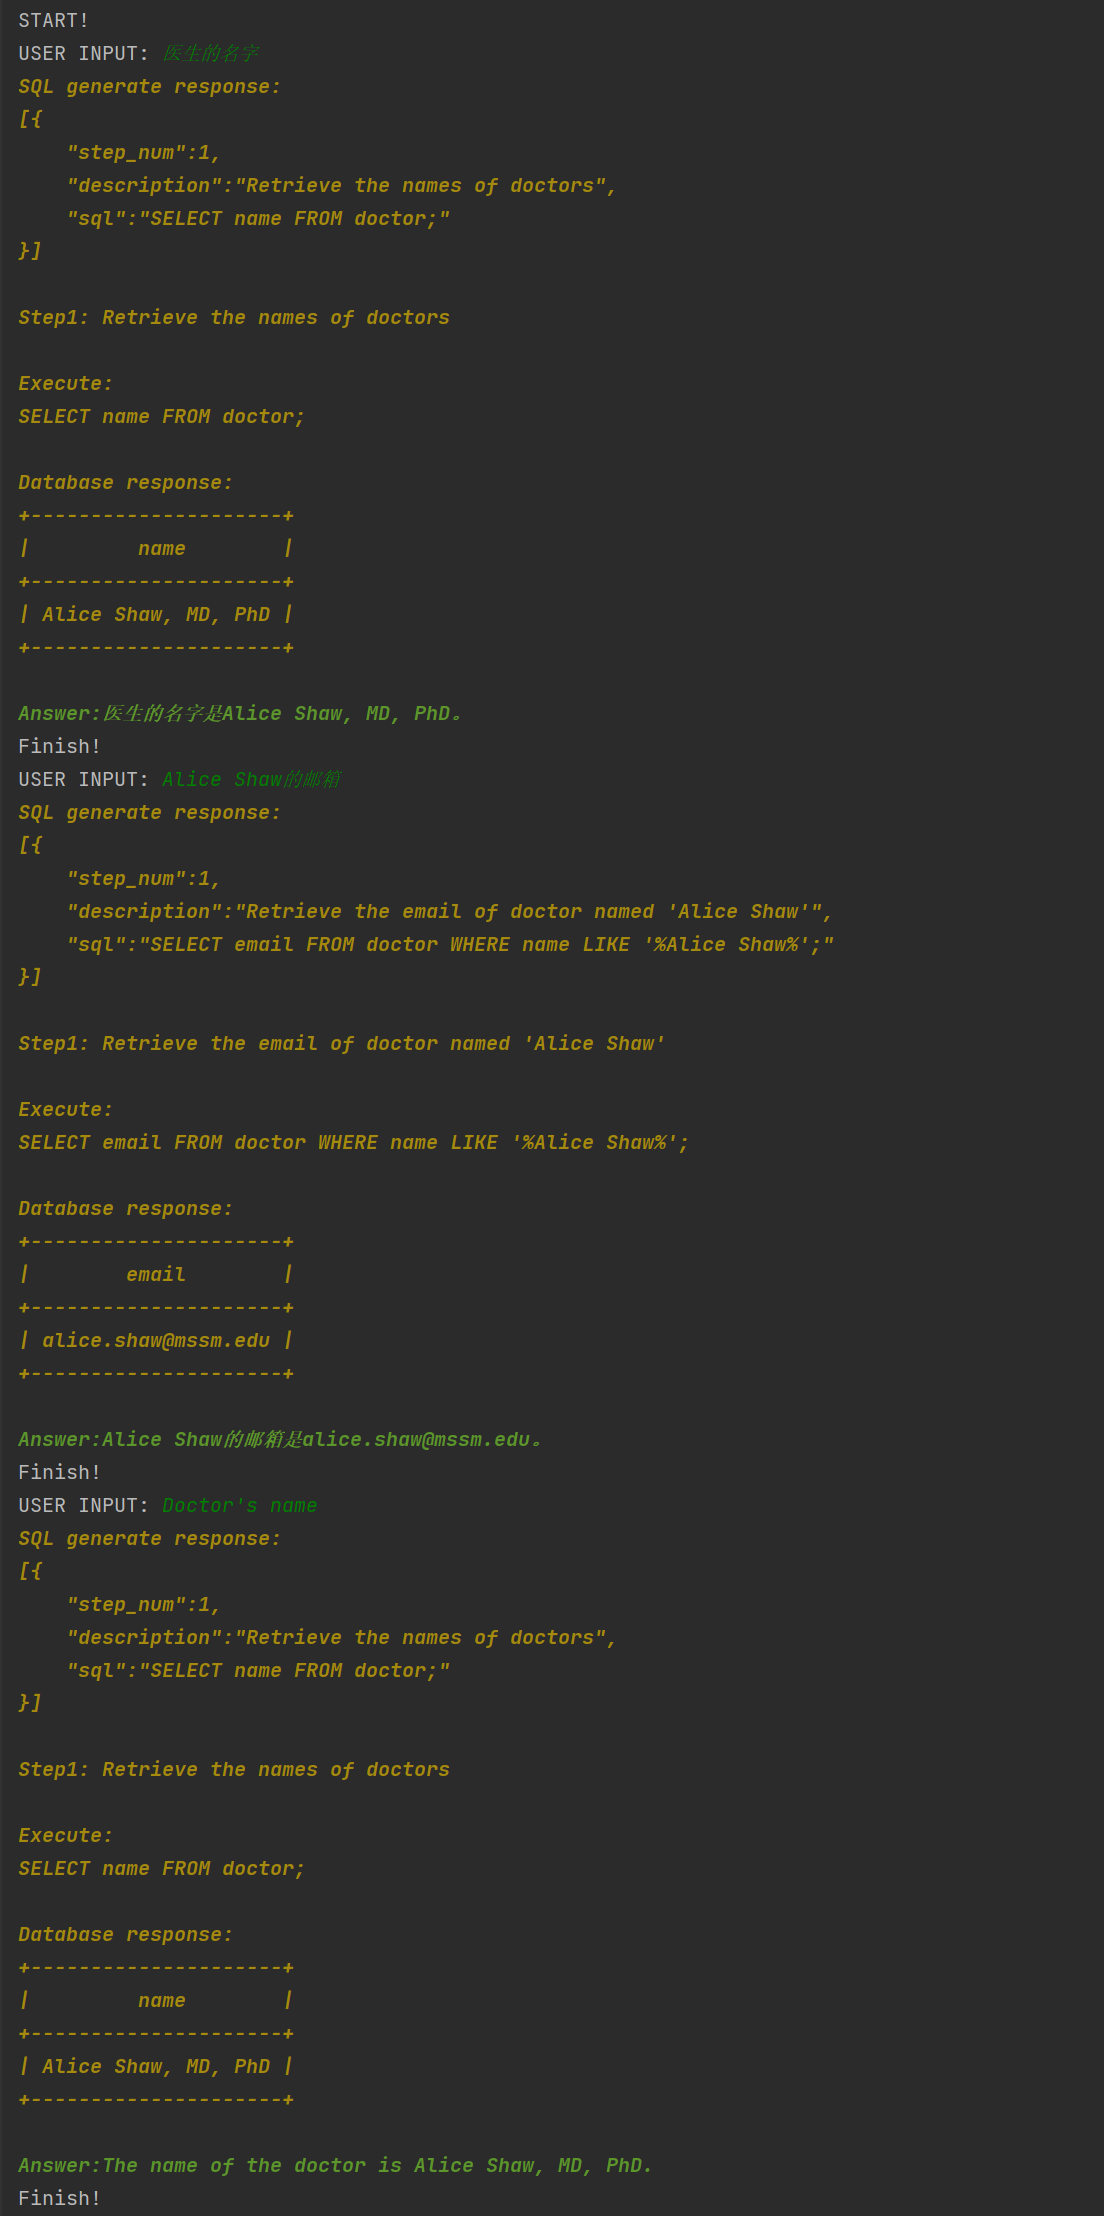 START!
USER INPUT: 医生的名字
SQL generate response:
[{
    "step_num":1,
    "description":"Retrieve the names of doctors",
    "sql":"SELECT name FROM doctor;"
}]

Step1: Retrieve the names of doctors

Execute:
SELECT name FROM doctor;

Database response:
+---------------------+
|         name        |
+---------------------+
| Alice Shaw, MD, PhD |
+---------------------+

Answer:医生的名字是Alice Shaw, MD, PhD。
Finish!
USER INPUT: Alice Shaw的邮箱
SQL generate response:
[{
    "step_num":1,
    "description":"Retrieve the email of doctor named 'Alice Shaw'",
    "sql":"SELECT email FROM doctor WHERE name LIKE '%Alice Shaw%';"
}]

Step1: Retrieve the email of doctor named 'Alice Shaw'

Execute:
SELECT email FROM doctor WHERE name LIKE '%Alice Shaw%';

Database response:
+---------------------+
|        email        |
+---------------------+
| alice.shaw@mssm.edu |
+---------------------+

Answer:Alice Shaw的邮箱是alice.shaw@mssm.edu。
Finish!
USER INPUT: Doctor's name
SQL generate response:
[{
    "step_num":1,
    "description":"Retrieve the names of doctors",
    "sql":"SELECT name FROM doctor;"
}]

Step1: Retrieve the names of doctors

Execute:
SELECT name FROM doctor;

Database response:
+---------------------+
|         name        |
+---------------------+
| Alice Shaw, MD, PhD |
+---------------------+

Answer:The name of the doctor is Alice Shaw, MD, PhD.
Finish!